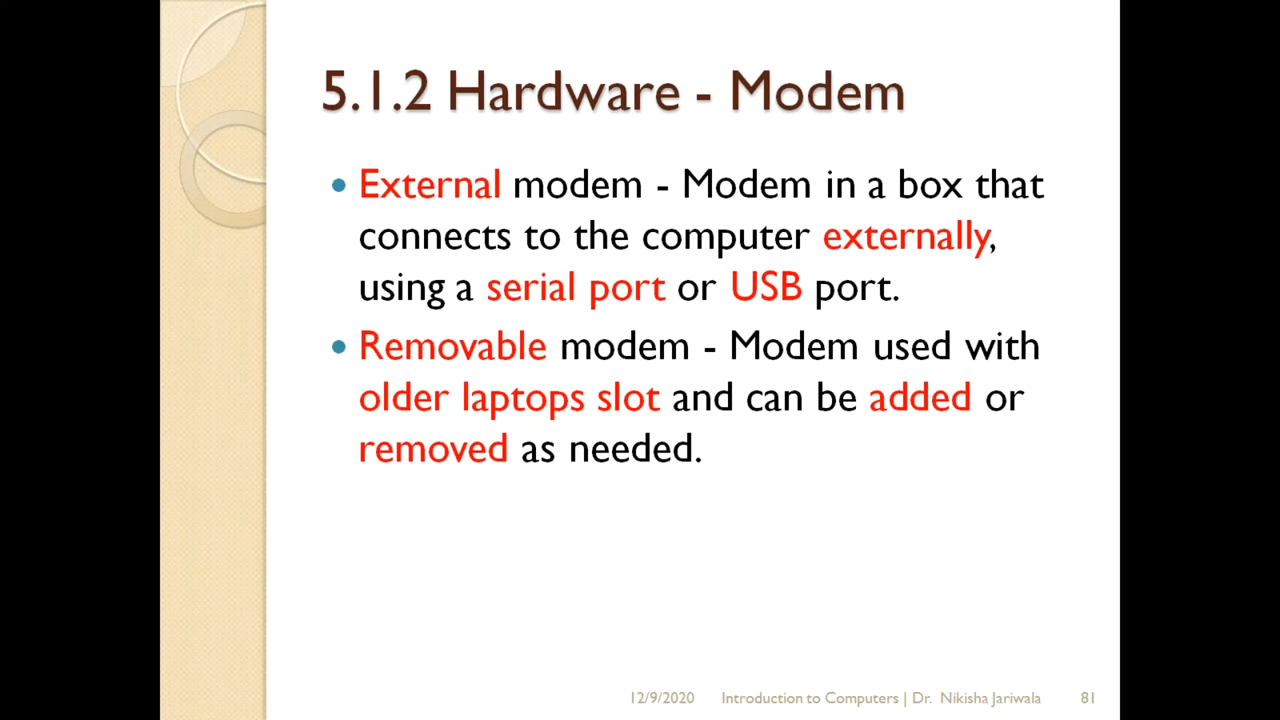 5.1.2 Hardware - Modem
• External modem - Modem in a box that
connects to the computer externally,
using a serial port or USB port.
• Removable modem - Modem used with
older laptops slot and can be added or
removed as needed.
12/9/2020 Introduction to Computers | Dr. Nikisha Jariwala 81